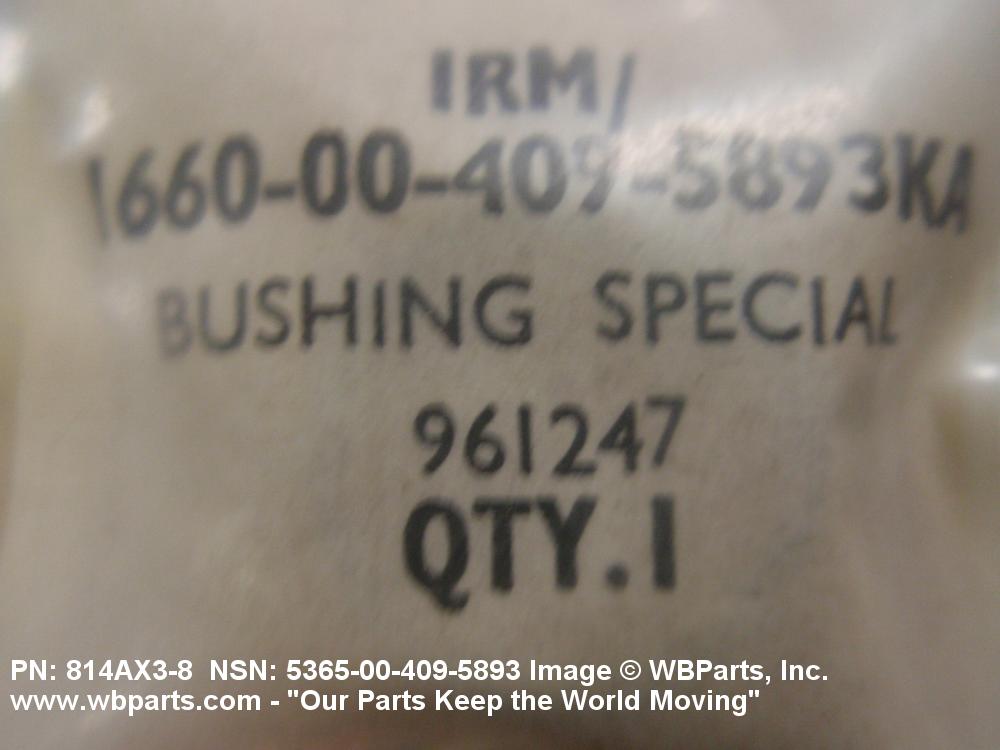 IRM/
1660-00-409-5893KA
BUSHING SPECIAL
961247
QTY.1
PN: 814AX3-8 NSN: 5365-00-409-5893 Image © WBParts, Inc.
www.wbparts.com - "Our Parts Keep the World Moving"